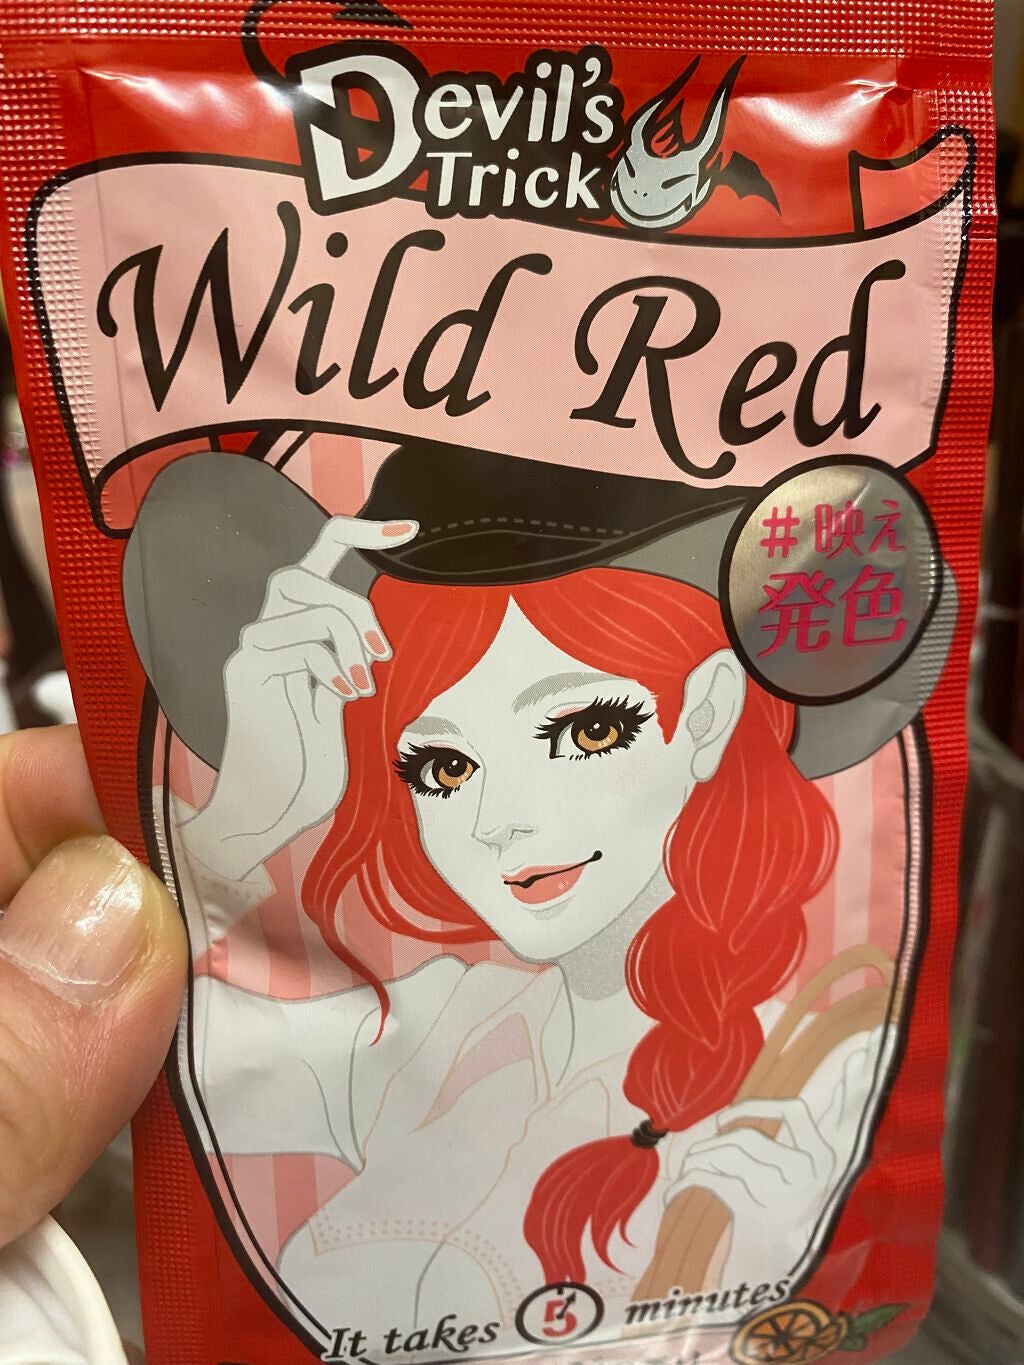 Devil's
Trick
Wild Red
#映え
発色
It takes 5 minutes